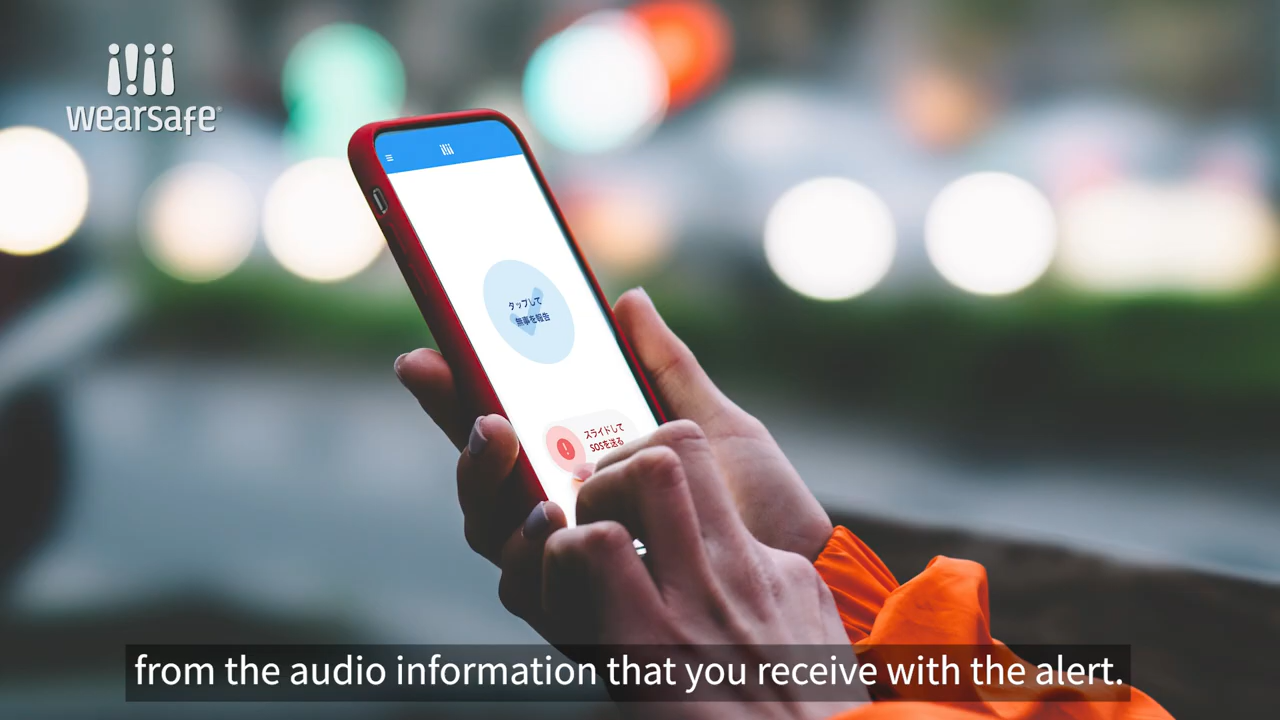 wearsafe
タップして
無事を報告
スライドして
SOSを送る
from the audio information that you receive with the alert.